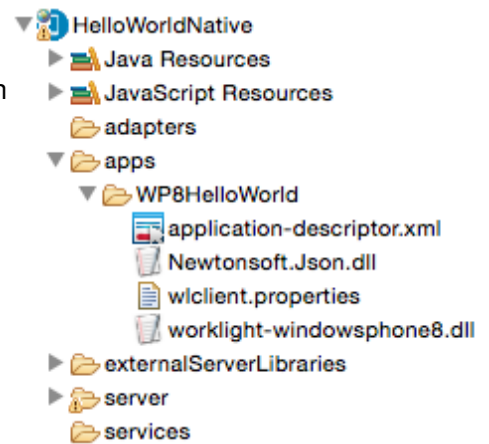 HelloWorldNative
Java Resources
n
JavaScript Resources
adapters
apps
WP8HelloWorld
application-descriptor.xml
Newtonsoft.Json.dll
wlclient.properties
worklight-windowsphone8.dll
externalServerLibraries
server
services